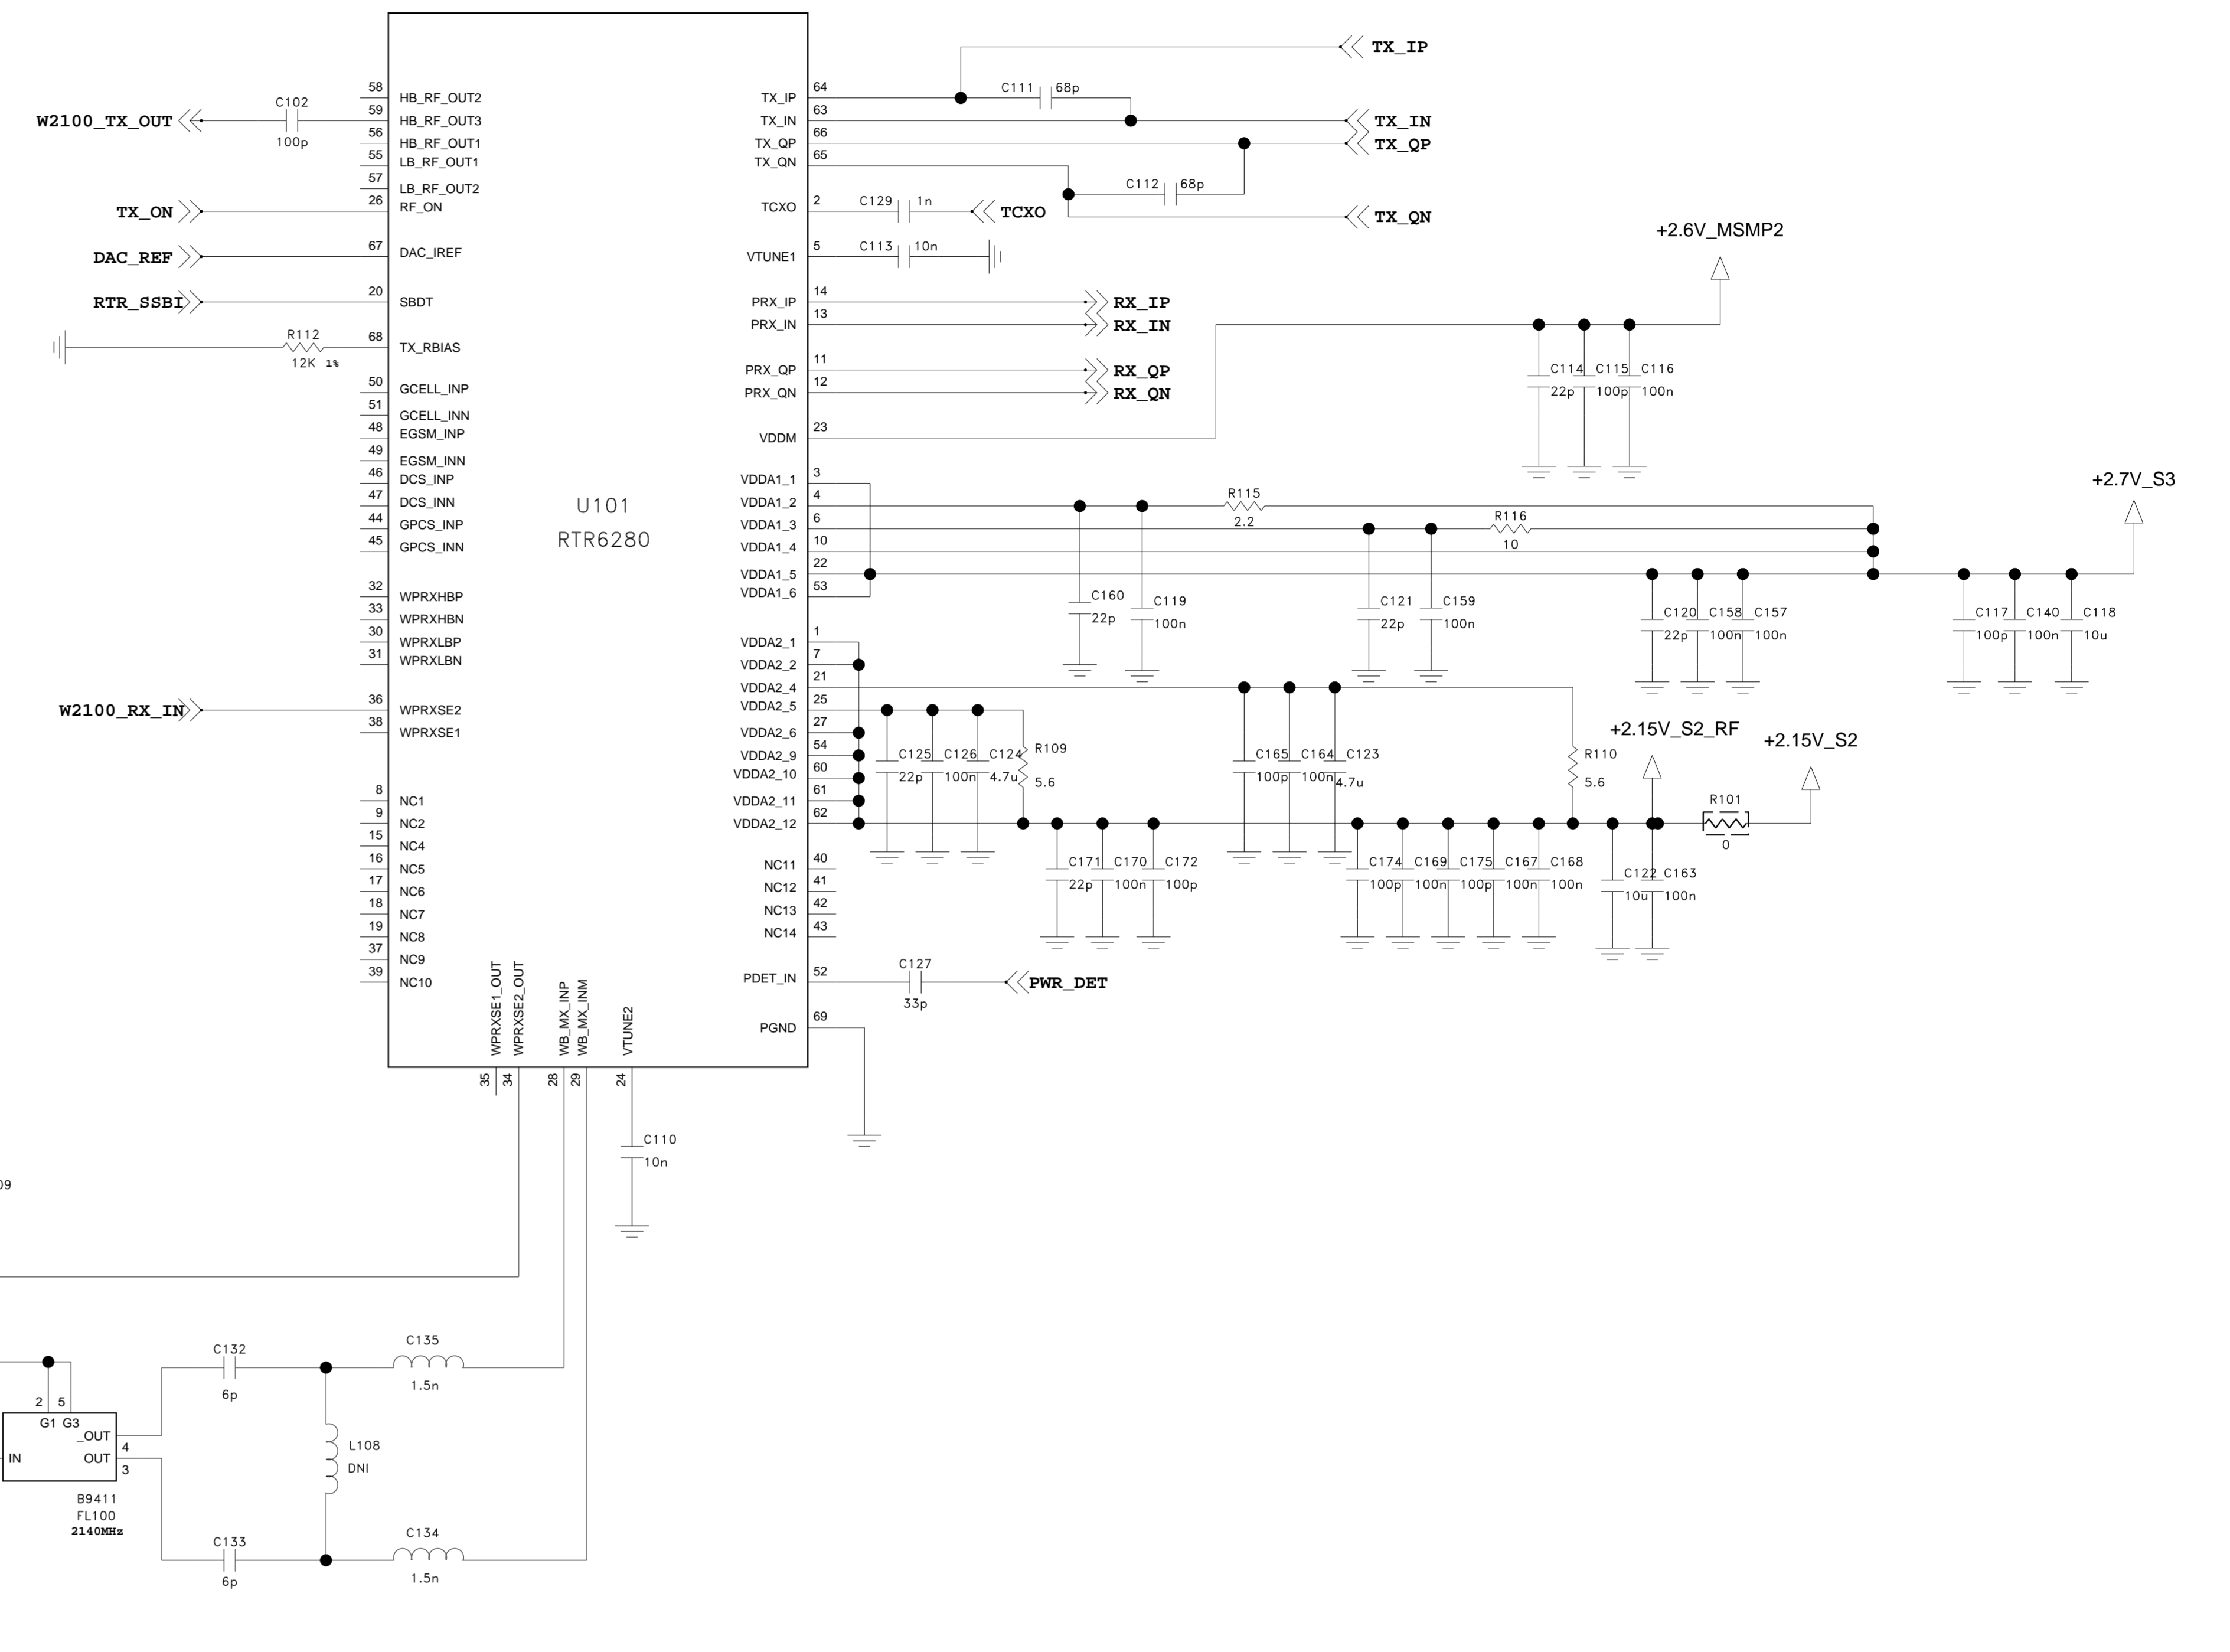 TX_IP
58
HB_RF_OUT2
C102
59
HB_RF_OUT3
W2100_TX_OUT
100p
56
HB_RF_OUT1
55
LB_RF_OUT1
57
LB_RF_OUT2
TX_ON
26
RF_ON
DAC_REF
67
DAC_IREF
RTR_SSBI
20
SBDT
R112
12K 1%
68
TX_RBIAS
50
GCELL_INP
51
GCELL_INN
48
EGSM_INP
49
EGSM_INN
46
DCS_INP
47
DCS_INN
44
GPCS_INP
45
GPCS_INN
32
WPRXHBP
33
WPRXHBN
30
WPRXLBP
31
WPRXLBN
W2100_RX_IN
36
WPRXSE2
38
WPRXSE1
8
NC1
9
NC2
15
NC4
16
NC5
17
NC6
18
NC7
19
NC8
37
NC9
39
NC10
U101
RTR6280
TX_IP
64
C111 68p
TX_IN
63
TX_IN
TX_QP
66
TX_QP
TX_QN
65
C112 68p
TX_QN
TCXO
2
C129 1n
TCXO
VTUNE1
5
C113 10n
PRX_IP
14
RX_IP
PRX_IN
13
RX_IN
PRX_QP
11
RX_QP
PRX_QN
12
RX_QN
VDDM
23
+2.6V_MSMP2
C114
22p
C115
100p
C116
100n
VDDA1_1
3
VDDA1_2
4
R115
2.2
VDDA1_3
6
R116
10
VDDA1_4
10
VDDA1_5
22
VDDA1_6
53
+2.7V_S3
C160
22p
C119
100n
C121
22p
C159
100n
C120
22p
C158
100n
C157
100n
C117
100p
C140
100n
C118
10u
VDDA2_1
1
VDDA2_2
7
VDDA2_4
21
VDDA2_5
25
VDDA2_6
27
VDDA2_9
54
VDDA2_10
60
VDDA2_11
61
VDDA2_12
62
C125
22p
C126
100n
C124
4.7u
R109
5.6
C165
100p
C164
100n
C123
4.7u
R110
5.6
+2.15V_S2_RF
+2.15V_S2
R101
0
C171
22p
C170
100n
C172
100p
C174
100p
C169
100n
C175
100p
C167
100n
C168
100n
C122
10u
C163
100n
NC11
40
NC12
41
NC13
42
NC14
43
PDET_IN
52
C127
33p
PWR_DET
PGND
69
WPRXSE1_OUT
WPRXSE2_OUT
WB_MX_INP
WB_MX_INM
VTUNE2
35
34
28
29
24
C110
10n
09
C132
6p
C135
1.5n
2 5
G1 G3
_OUT
4
IN
OUT
3
B9411
FL100
2140MHz
L108
DNI
C133
6p
C134
1.5n